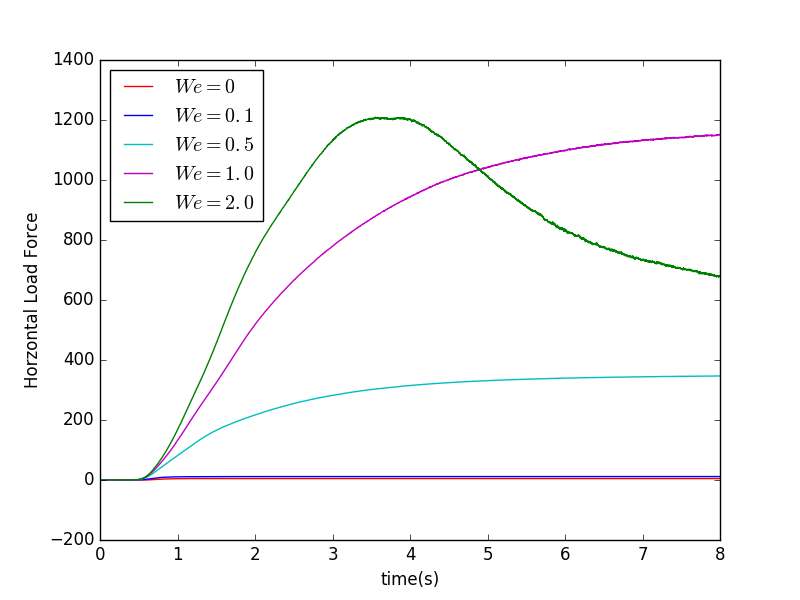 1400
1200
1000
800
600
400
200
0
−200
We = 0
We = 0.1
We = 0.5
We = 1.0
We = 2.0
Horzontal Load Force
0 1 2 3 4 5 6 7 8
time(s)